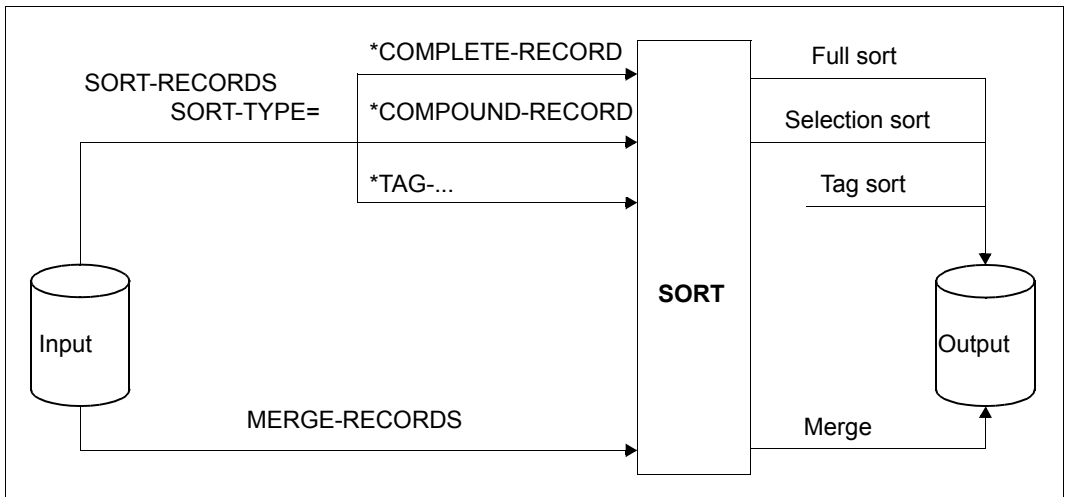 *COMPLETE-RECORD
Full sort
SORT-RECORDS
SORT-TYPE=
*COMPOUND-RECORD
Selection sort
*TAG-...
Tag sort
SORT
Input
Output
MERGE-RECORDS
Merge